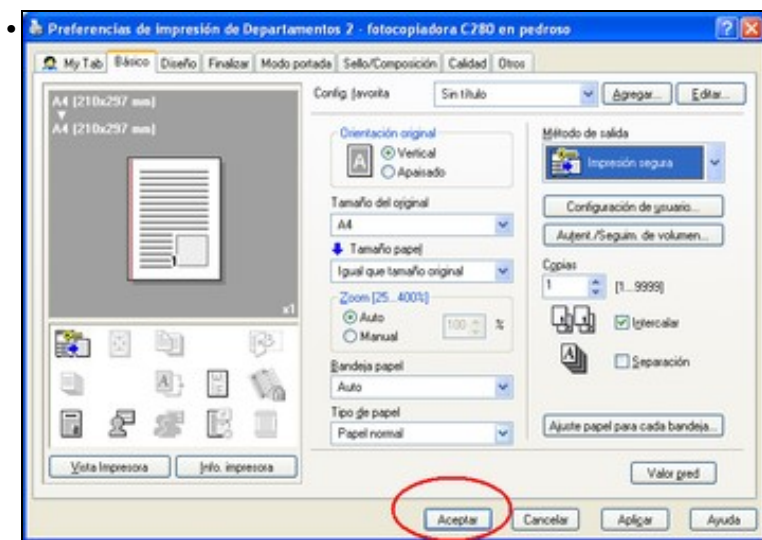 Preferencias de impresión de Departamentos 2 - fotocopiadora C280 en pedroso
My Tab Básico Diseño Finalizar Modo portada Sello/Composición Calidad Otros
A4 (210x297 mm)
A4 (210x297 mm)
x1
Vista Impresora Info. impresora
Config. favorita Sin título Agregar... Editar...
Orientación original
A
Vertical
Apaisado
Tamaño del original
A4
Tamaño papel
Igual que tamaño original
Zoom [25...400%]
Auto
Manual
100 %
Bandeja papel
Auto
Tipo de papel
Papel normal
Método de salida
Impresión segura
Configuración de usuario...
Autent./Seguim. de volumen...
Copias
1 [1...9999]
Intercalar
Separación
Ajuste papel para cada bandeja...
Valor pred
Aceptar Cancelar Aplicar Ayuda